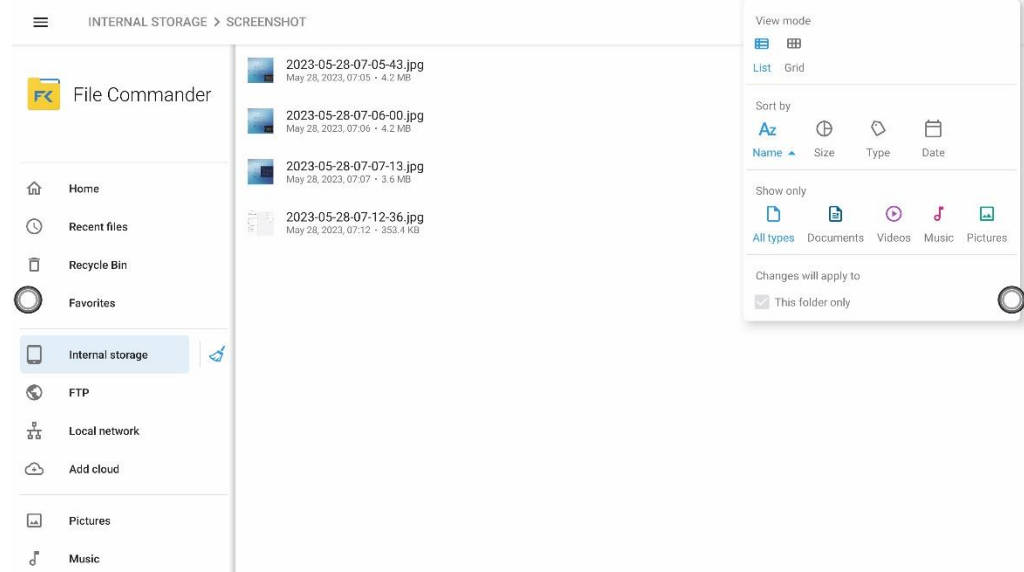 INTERNAL STORAGE > SCREENSHOT
FK File Commander
Home
Recent files
Recycle Bin
Favorites
Internal storage
FTP
Local network
Add cloud
Pictures
Music
2023-05-28-07-05-43.jpg
May 28, 2023, 07:05 • 4.2 MB
2023-05-28-07-06-00.jpg
May 28, 2023, 07:06 • 4.2 MB
2023-05-28-07-07-13.jpg
May 28, 2023, 07:07 • 3.6 MB
2023-05-28-07-12-36.jpg
May 28, 2023, 07:12 • 353.4 KB
View mode
List Grid
Sort by
Az
Name Size Type Date
Show only
All types Documents Videos Music Pictures
Changes will apply to
This folder only